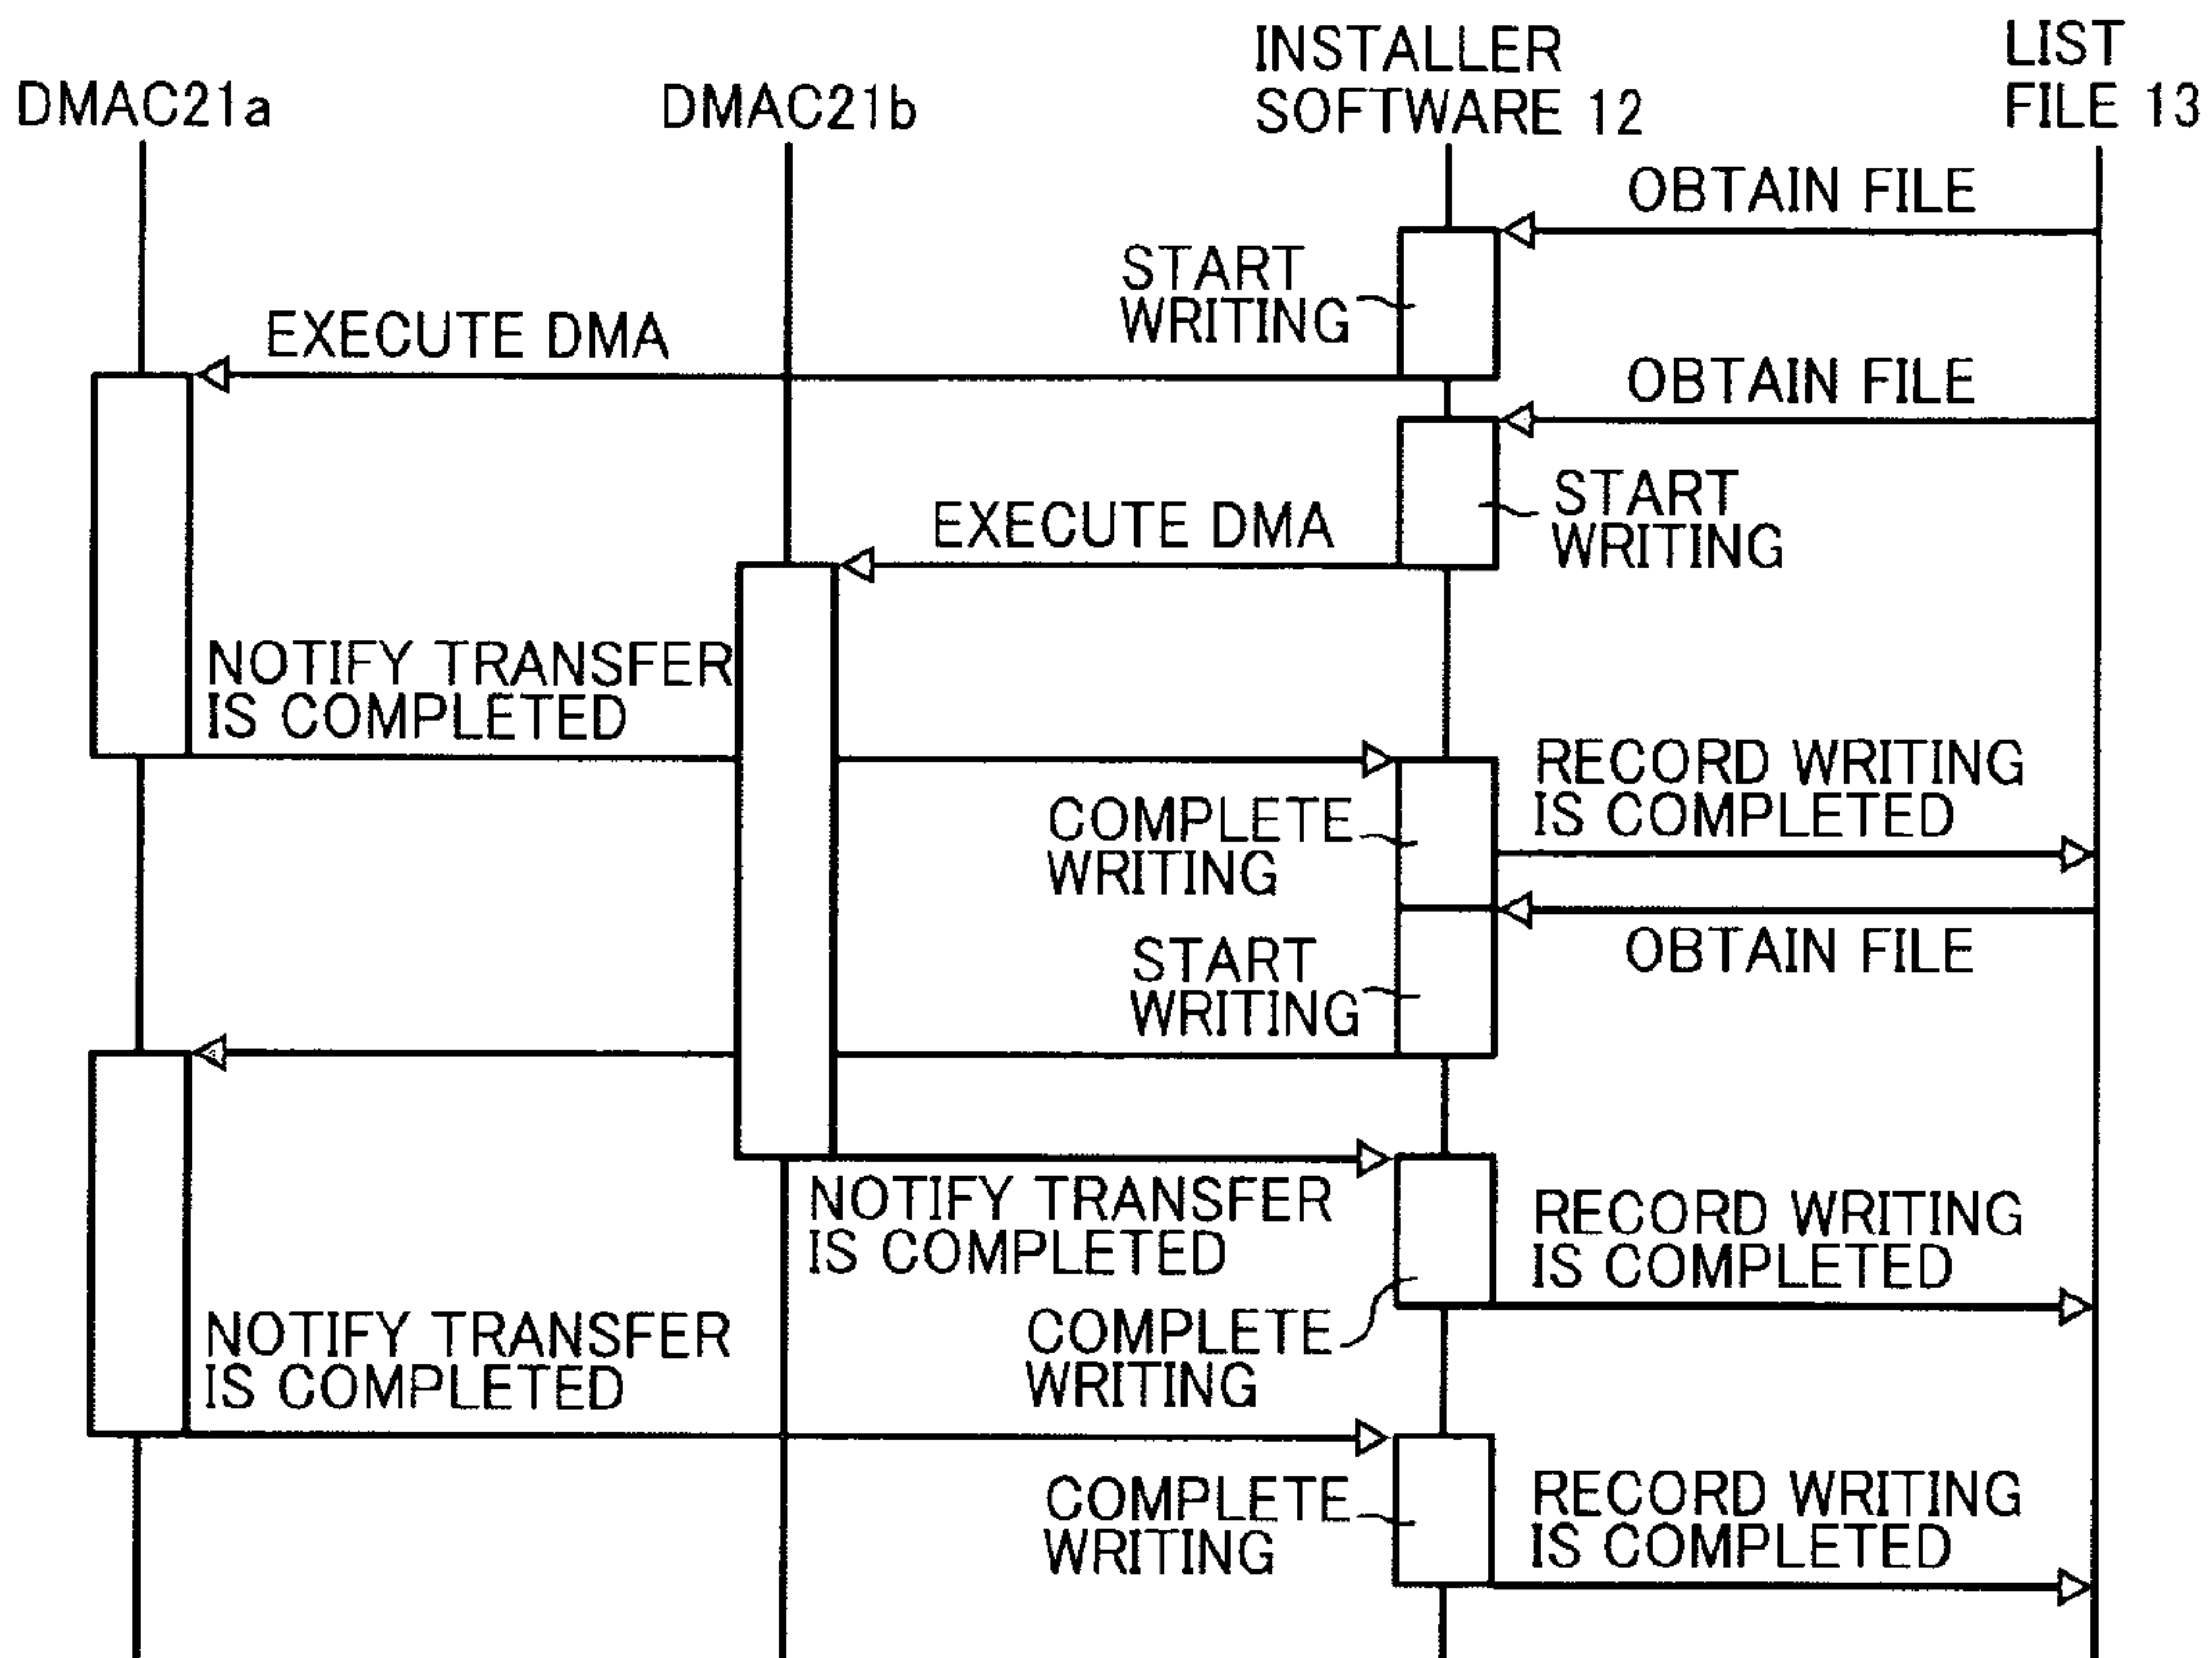 DMAC21a
DMAC21b
INSTALLER
SOFTWARE 12
LIST
FILE 13
OBTAIN FILE
START
WRITING
EXECUTE DMA
OBTAIN FILE
START
WRITING
EXECUTE DMA
NOTIFY TRANSFER
IS COMPLETED
RECORD WRITING
IS COMPLETED
COMPLETE
WRITING
OBTAIN FILE
START
WRITING
NOTIFY TRANSFER
IS COMPLETED
RECORD WRITING
IS COMPLETED
COMPLETE
WRITING
NOTIFY TRANSFER
IS COMPLETED
COMPLETE
WRITING
RECORD WRITING
IS COMPLETED